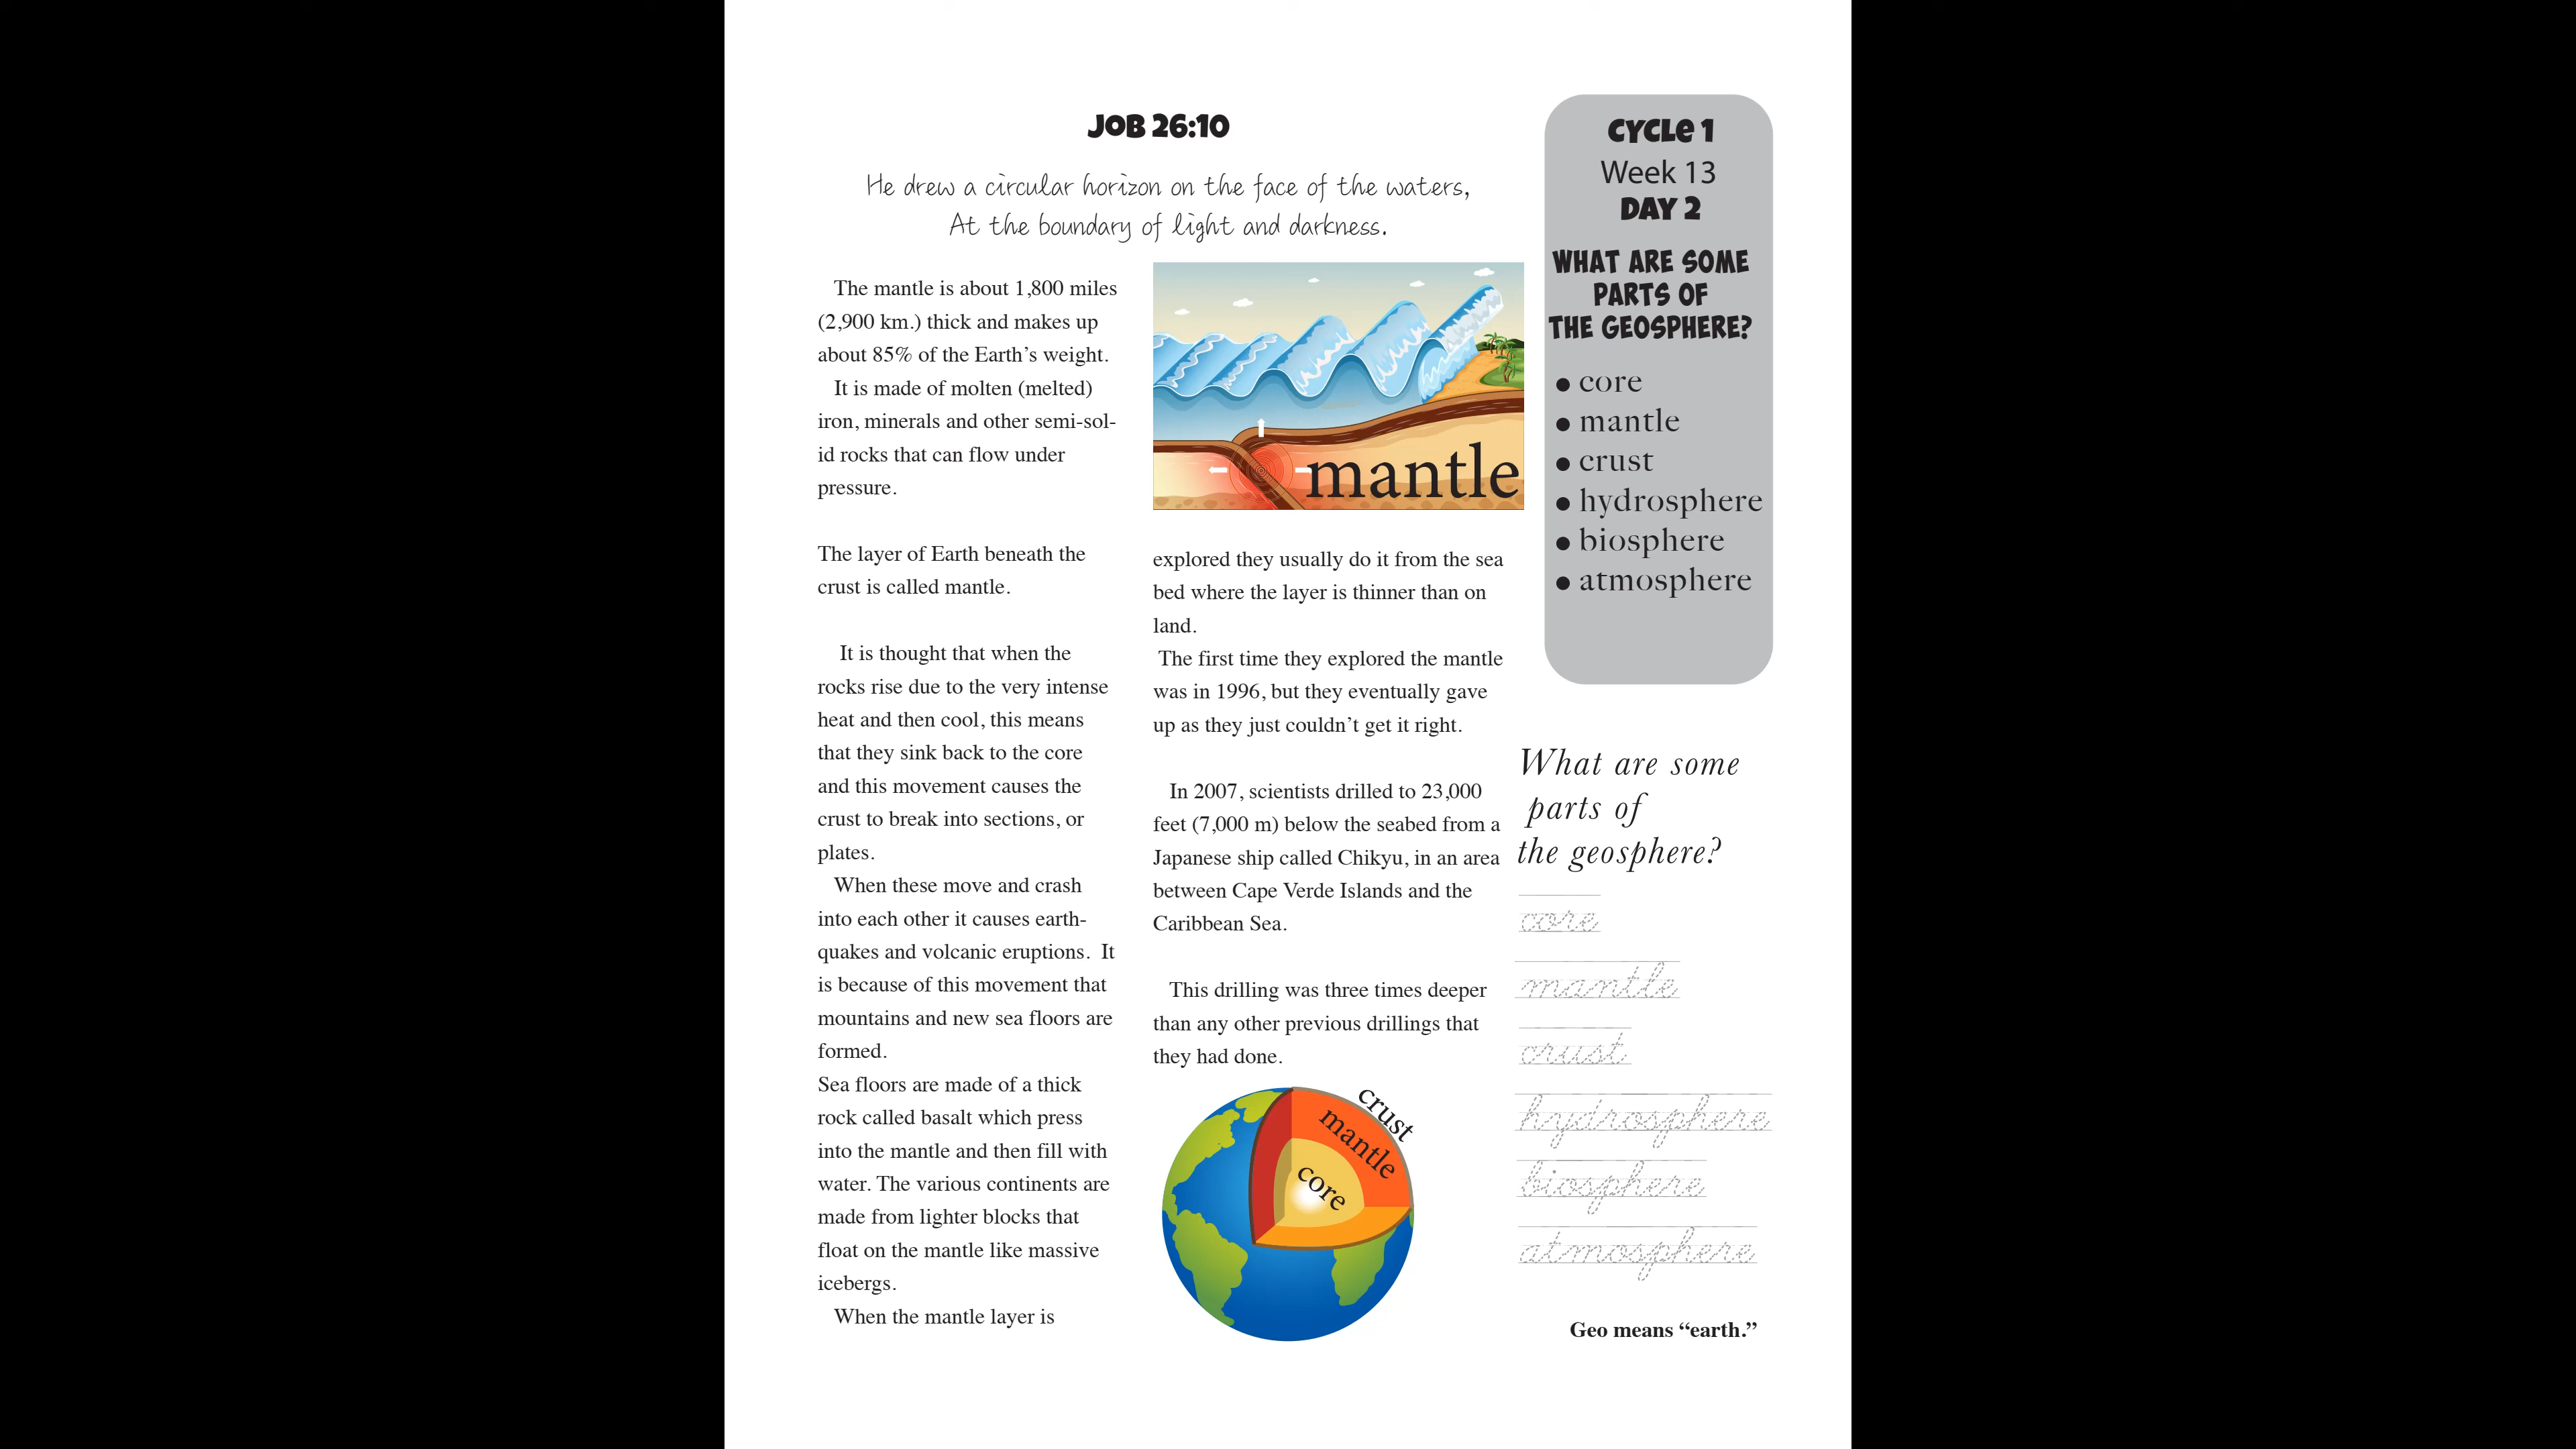 JOB 26:10
He drew a circular horizon on the face of the waters,
At the boundary of light and darkness.
The mantle is about 1,800 miles
(2,900 km.) thick and makes up
about 85% of the Earth’s weight.
It is made of molten (melted)
iron, minerals and other semi-sol-
id rocks that can flow under
pressure.
The layer of Earth beneath the
crust is called mantle.
It is thought that when the
rocks rise due to the very intense
heat and then cool, this means
that they sink back to the core
and this movement causes the
crust to break into sections, or
plates.
When these move and crash
into each other it causes earth-
quakes and volcanic eruptions.  It
is because of this movement that
mountains and new sea floors are
formed.
Sea floors are made of a thick
rock called basalt which press
into the mantle and then fill with
water. The various continents are
made from lighter blocks that
float on the mantle like massive
icebergs.
When the mantle layer is
mantle
explored they usually do it from the sea
bed where the layer is thinner than on
land.
The first time they explored the mantle
was in 1996, but they eventually gave
up as they just couldn’t get it right.
In 2007, scientists drilled to 23,000
feet (7,000 m) below the seabed from a
Japanese ship called Chikyu, in an area
between Cape Verde Islands and the
Caribbean Sea.
This drilling was three times deeper
than any other previous drillings that
they had done.
crust
mantle
core
CYCLe 1
Week 13
DAY 2
WHAT ARE SOME
PARTS OF
THE GEOSPHERE?
● core
● mantle
● crust
● hydrosphere
● biosphere
● atmosphere
What are some
parts of
the geosphere?
core
mantle
crust
hydrosphere
biosphere
atmosphere
Geo means “earth.”